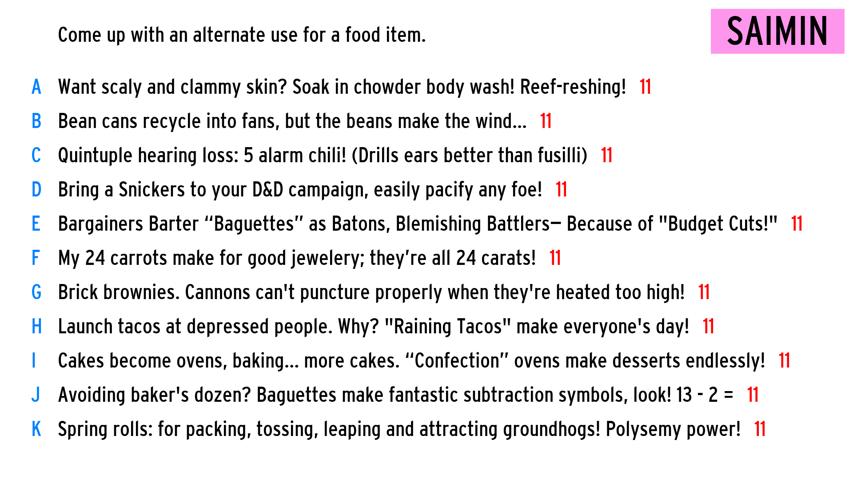 Come up with an alternate use for a food item.
SAIMIN
A Want scaly and clammy skin? Soak in chowder body wash! Reef-reshing! 11
B Bean cans recycle into fans, but the beans make the wind... 11
C Quintuple hearing loss: 5 alarm chili! (Drills ears better than fusilli) 11
D Bring a Snickers to your D&D campaign, easily pacify any foe! 11
E Bargainers Barter “Baguettes” as Batons, Blemishing Battlers— Because of "Budget Cuts!" 11
F My 24 carrots make for good jewelery; they’re all 24 carats! 11
G Brick brownies. Cannons can't puncture properly when they're heated too high! 11
H Launch tacos at depressed people. Why? "Raining Tacos" make everyone's day! 11
I Cakes become ovens, baking... more cakes. “Confection” ovens make desserts endlessly! 11
J Avoiding baker's dozen? Baguettes make fantastic subtraction symbols, look! 13 - 2 = 11
K Spring rolls: for packing, tossing, leaping and attracting groundhogs! Polysemy power! 11